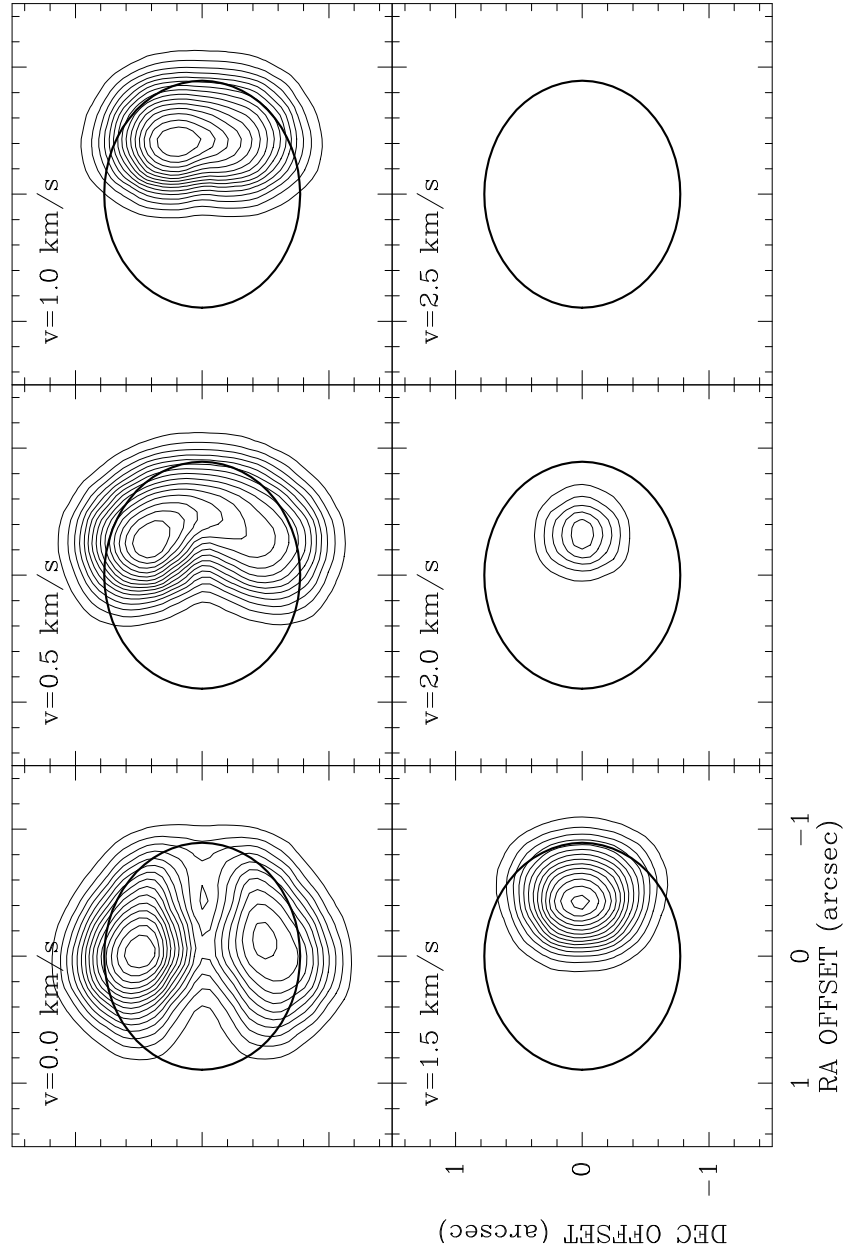 v=0.0 km/s
v=0.5 km/s
v=1.0 km/s
v=1.5 km/s
v=2.0 km/s
v=2.5 km/s
1
0
−1
DEC OFFSET (arcsec)
1
0
−1
RA OFFSET (arcsec)